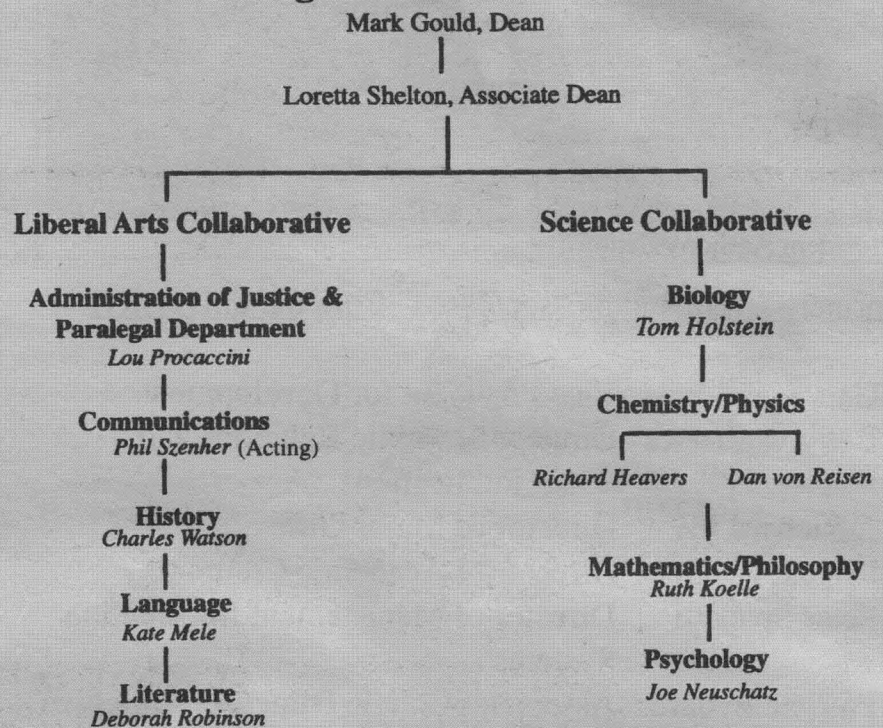 Mark Gould, Dean
Loretta Shelton, Associate Dean
Liberal Arts Collaborative
Administration of Justice &
Paralegal Department
Lou Procaccini
Communications
Phil Szenher (Acting)
History
Charles Watson
Language
Kate Mele
Literature
Deborah Robinson
Science Collaborative
Biology
Tom Holstein
Chemistry/Physics
Richard Heavers Dan von Reisen
Mathematics/Philosophy
Ruth Koelle
Psychology
Joe Neuschatz